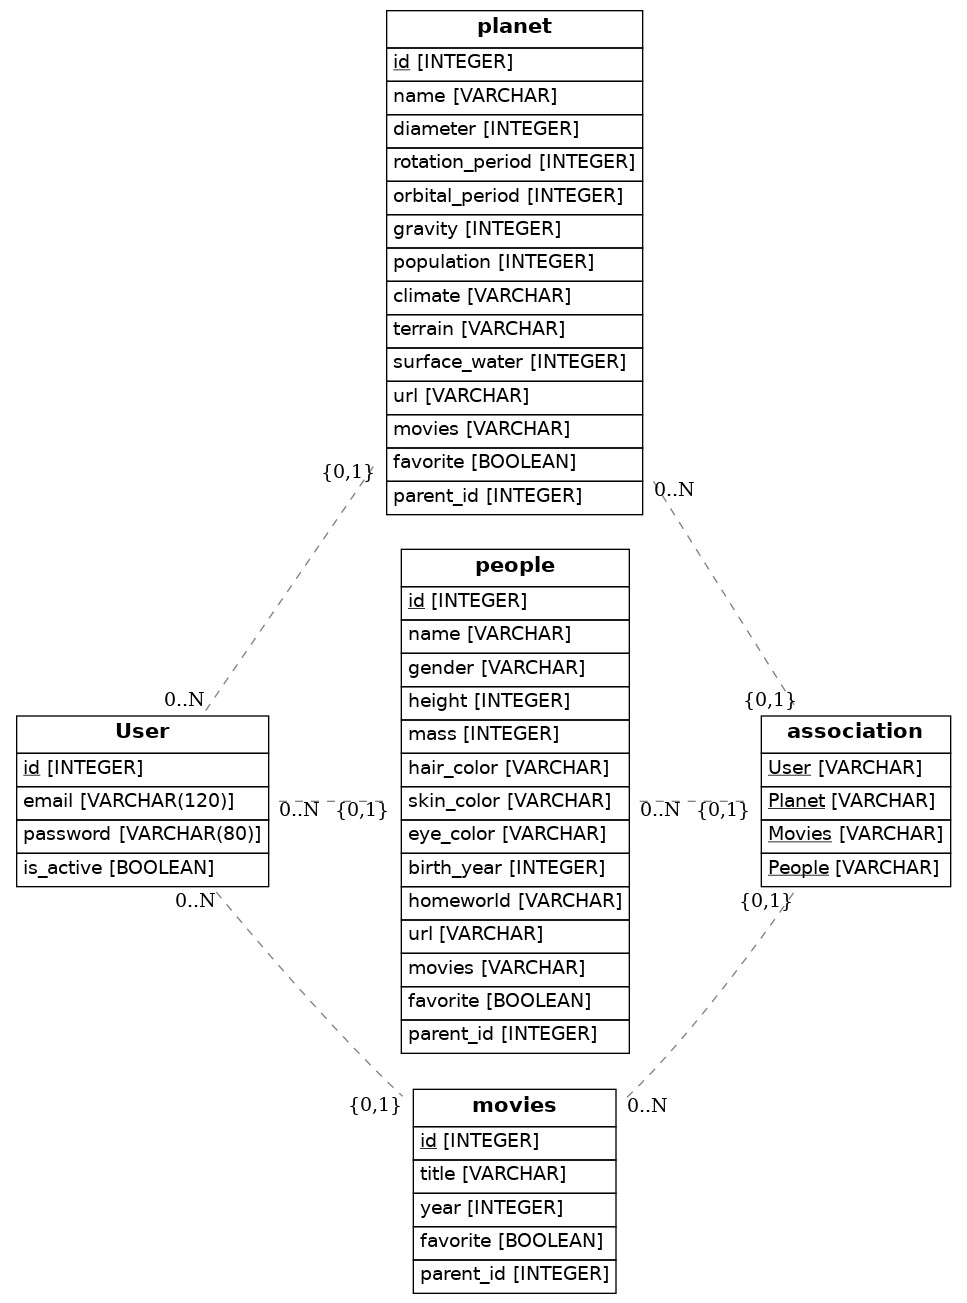 planet
id [INTEGER]
name [VARCHAR]
diameter [INTEGER]
rotation_period [INTEGER]
orbital_period [INTEGER]
gravity [INTEGER]
population [INTEGER]
climate [VARCHAR]
terrain [VARCHAR]
surface_water [INTEGER]
url [VARCHAR]
movies [VARCHAR]
favorite [BOOLEAN]
parent_id [INTEGER]
{0,1}
0..N
people
id [INTEGER]
name [VARCHAR]
gender [VARCHAR]
height [INTEGER]
mass [INTEGER]
hair_color [VARCHAR]
skin_color [VARCHAR]
eye_color [VARCHAR]
birth_year [INTEGER]
homeworld [VARCHAR]
url [VARCHAR]
movies [VARCHAR]
favorite [BOOLEAN]
parent_id [INTEGER]
0..N
{0,1}
User
id [INTEGER]
email [VARCHAR(120)]
password [VARCHAR(80)]
is_active [BOOLEAN]
0..N
{0,1}
0..N
{0,1}
association
User [VARCHAR]
Planet [VARCHAR]
Movies [VARCHAR]
People [VARCHAR]
0..N
{0,1}
{0,1}
0..N
movies
id [INTEGER]
title [VARCHAR]
year [INTEGER]
favorite [BOOLEAN]
parent_id [INTEGER]